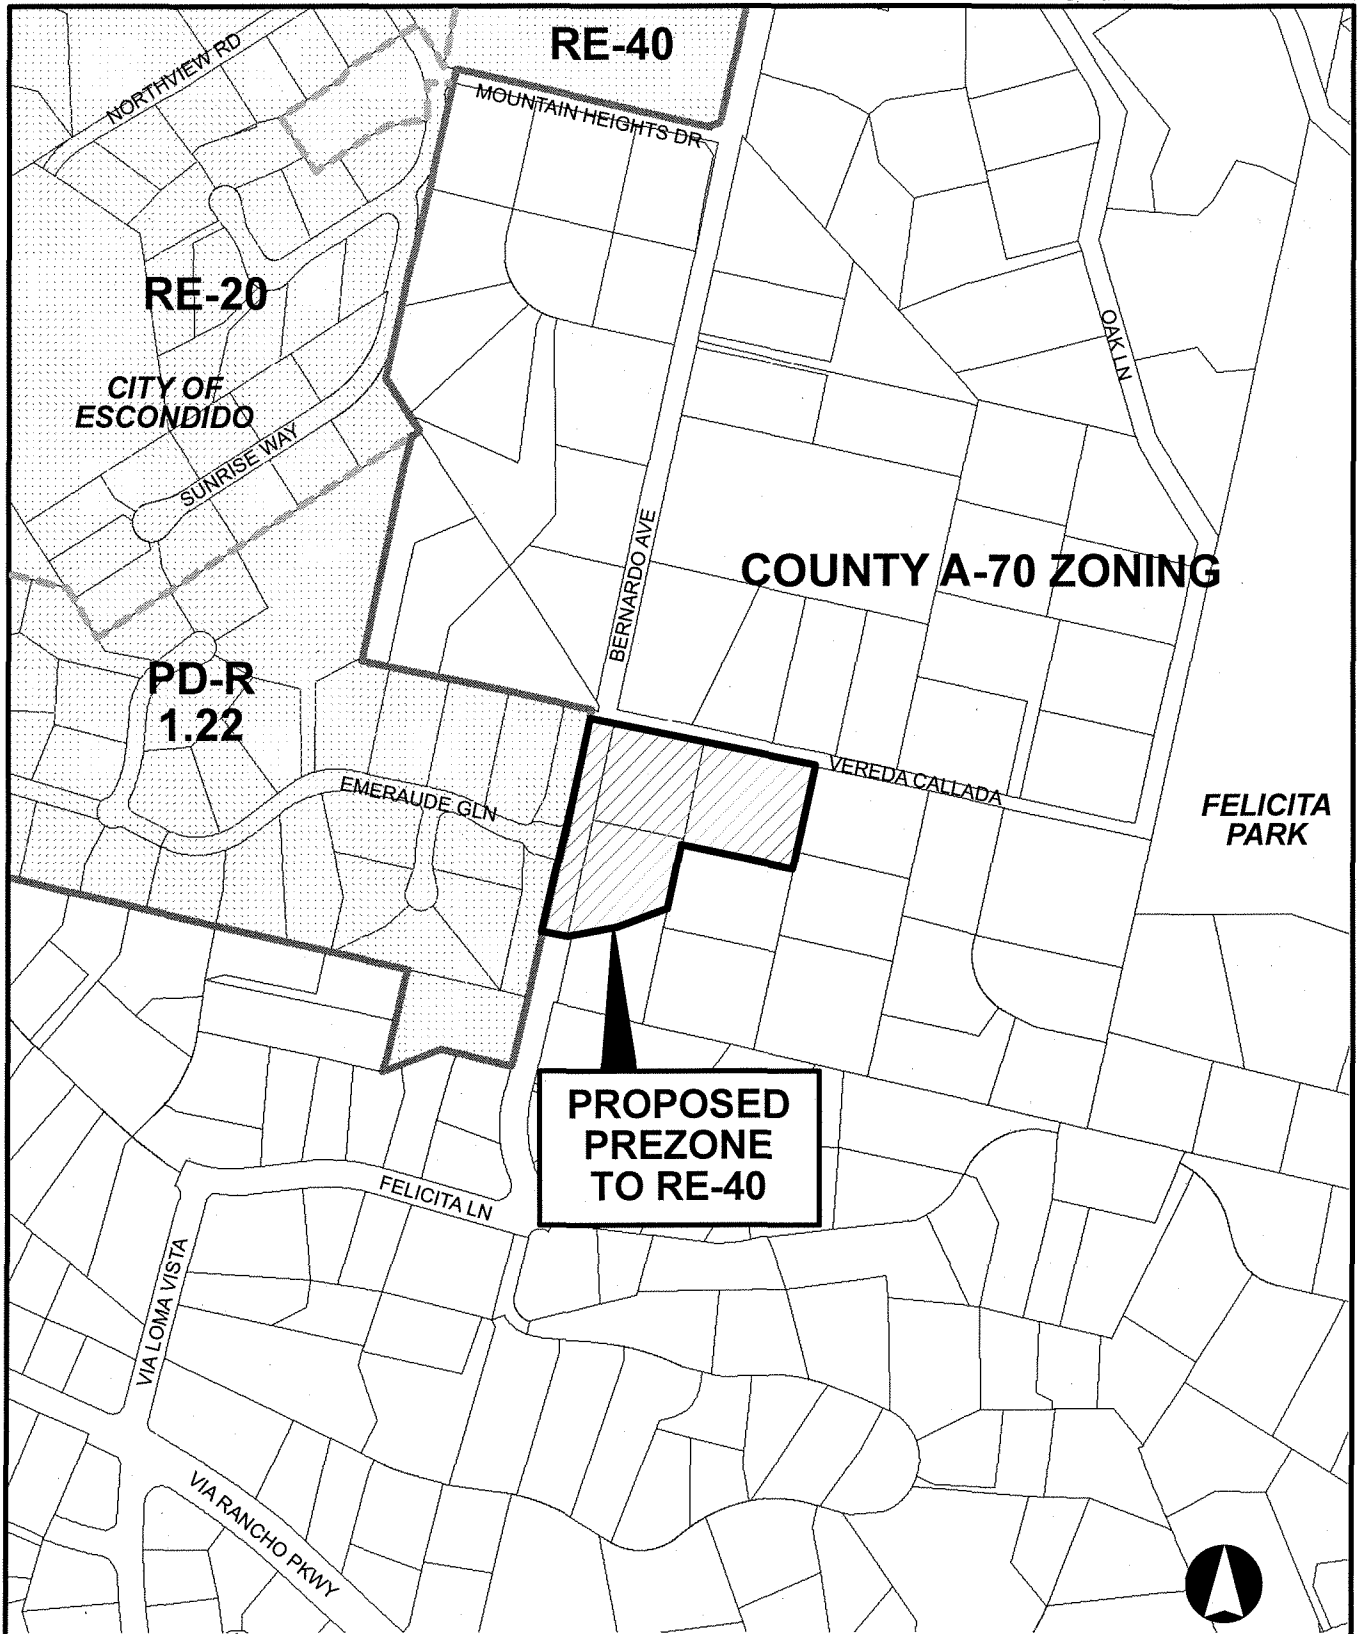 RE-40
NORTHVIEW RD
MOUNTAIN HEIGHTS DR
RE-20
OAK LN
CITY OF
ESCONDIDO
SUNRISE WAY
BERNARDO AVE
COUNTY A-70 ZONING
PD-R
1.22
EMERAUDE GLN
VEREDA CALLADA
FELICITA
PARK
PROPOSED
PREZONE
TO RE-40
FELICITA LN
VIA LOMA VISTA
VIA RANCHO PKWY